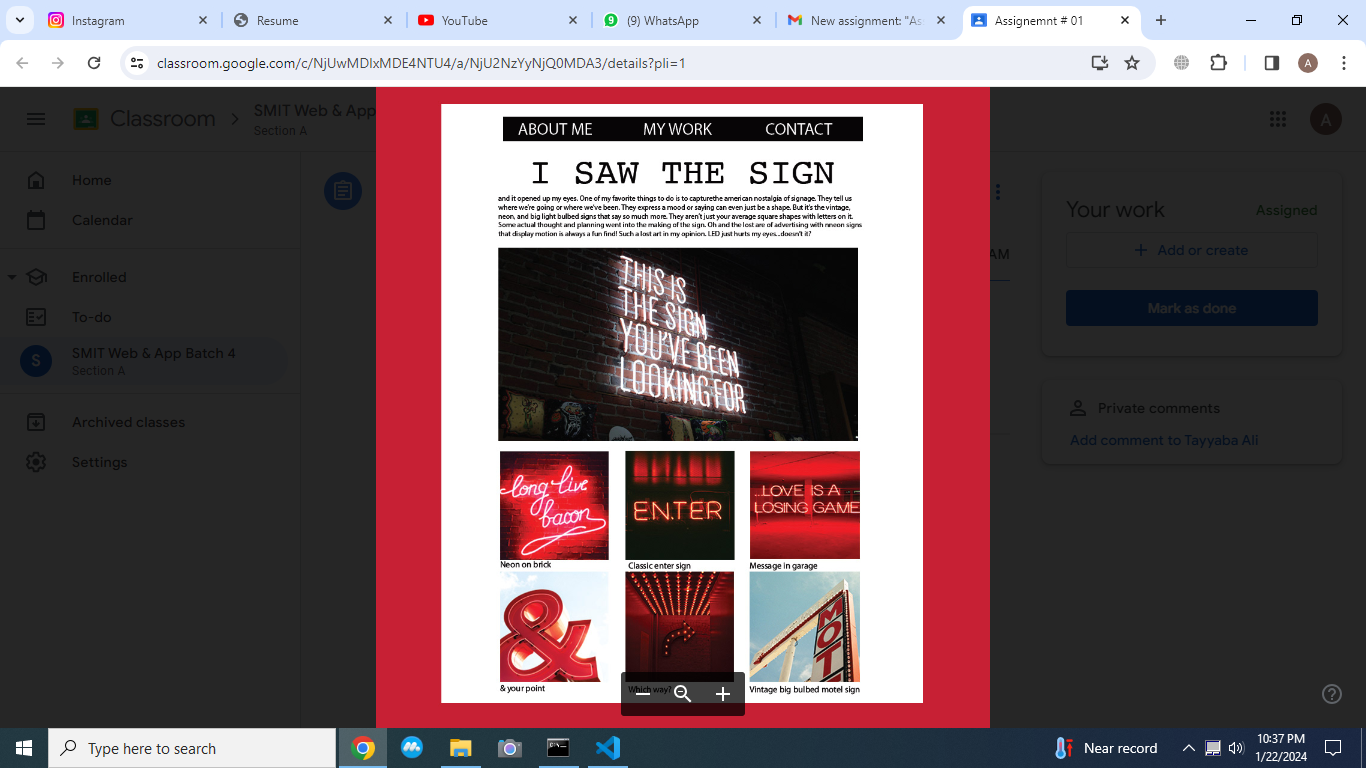 Instagram
Resume
YouTube
(9) WhatsApp
New assignment: "As
Assignemnt # 01
classroom.google.com/c/NjUwMDIxMDE4NTU4/a/NjU2NzYyNjQ0MDA3/details?pli=1
A
Classroom
SMIT Web & App
Section A
A
Home
Calendar
Enrolled
To-do
S
SMIT Web & App Batch 4
Section A
Archived classes
Settings
ABOUT ME MY WORK CONTACT
I SAW THE SIGN
and it opened up my eyes. One of my favorite things to do is to capturethe american nostalgia of signage. They tell us
where we're going or where we've been. They express a mood or saying can even just be a shape. But it's the vintage,
neon, and big light bulbed signs that say so much more. They aren't just your average square shapes with letters on it.
Some actual thought and planning went into the making of the sign. Oh and the lost are of advertising with nneon signs
that display motion is always a fun find! Such a lost art in my opinion. LED just hurts my eyes...doesn't it?
THIS IS
THE SIGN
YOU'VE BEEN
LOOKING FOR
long live
bacon
ENTER
..LOVE IS A
LOSING GAME
Neon on brick
Classic enter sign
Message in garage
&
MOT
& your point
Which way?
Vintage big bulbed motel sign
AM
Your work
Assigned
+ Add or create
Mark as done
Private comments
Add comment to Tayyaba Ali
Type here to search
Near record
10:37 PM
1/22/2024